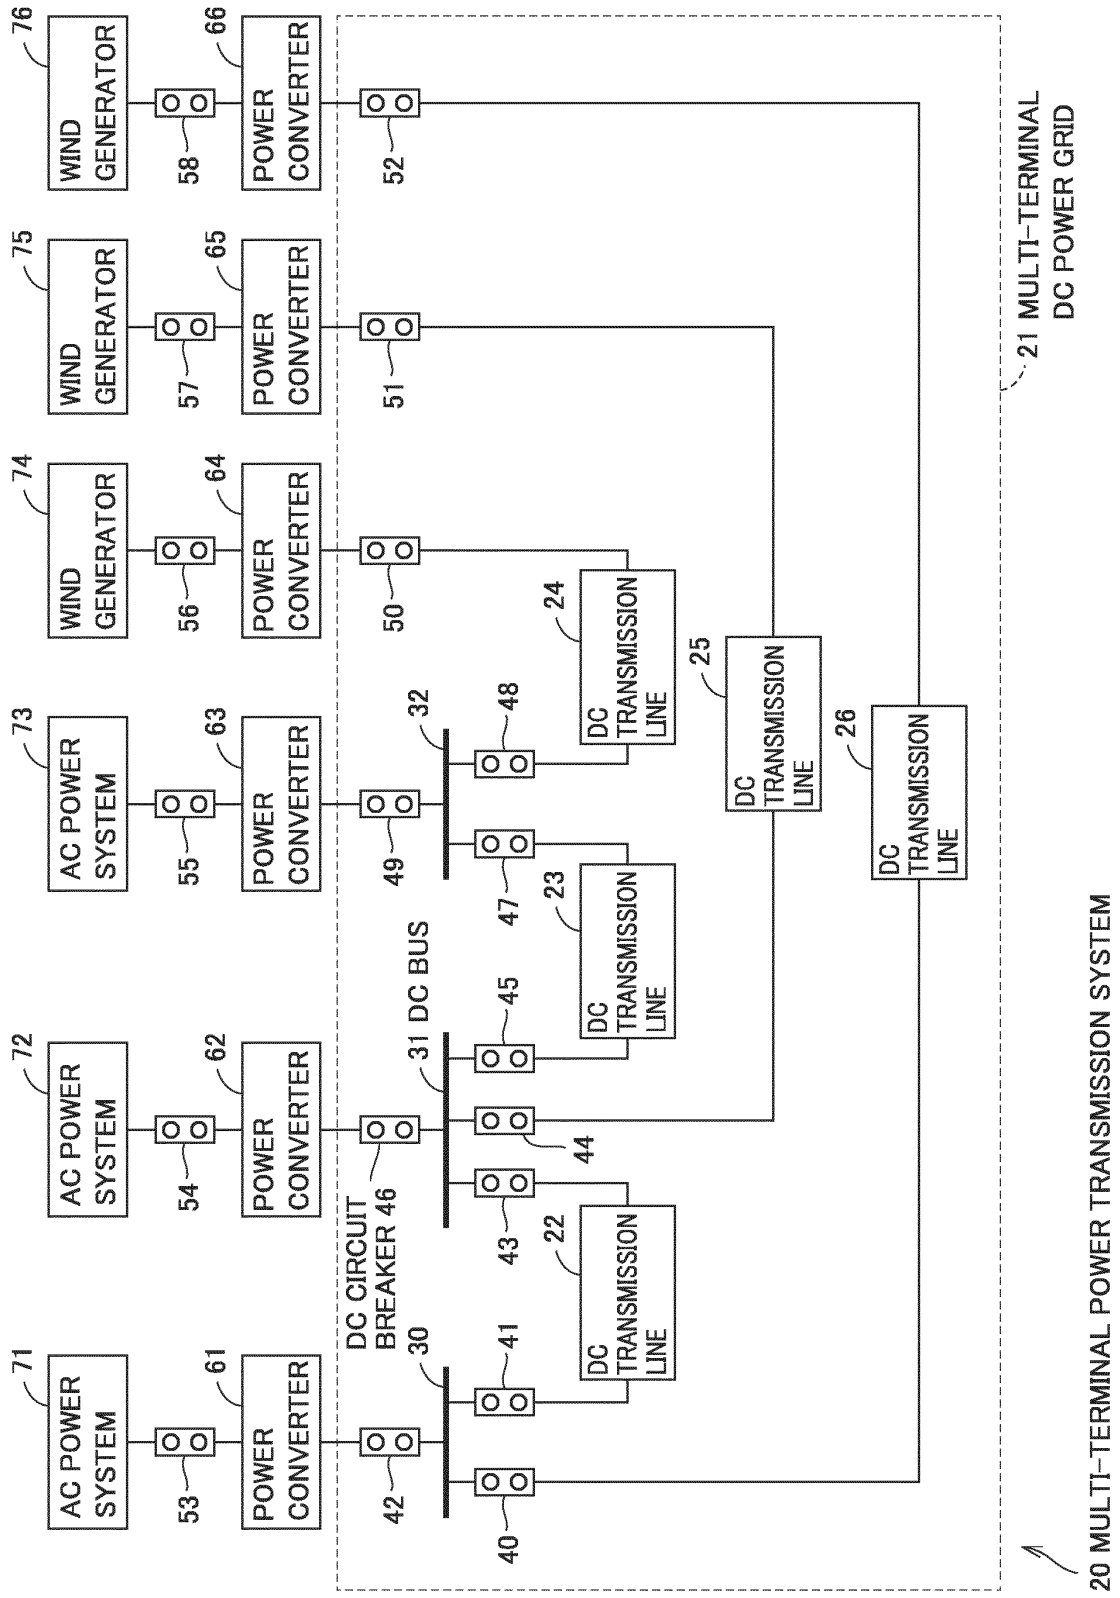 20 MULTI-TERMINAL POWER TRANSMISSION SYSTEM
71
AC POWER
SYSTEM
72
AC POWER
SYSTEM
73
AC POWER
SYSTEM
74
WIND
GENERATOR
75
WIND
GENERATOR
76
WIND
GENERATOR
53
54
55
56
57
58
61
POWER
CONVERTER
62
POWER
CONVERTER
63
POWER
CONVERTER
64
POWER
CONVERTER
65
POWER
CONVERTER
66
POWER
CONVERTER
42
DC CIRCUIT
BREAKER 46
49
50
51
52
30
31 DC BUS
32
40
41
43
44
45
47
48
22
DC
TRANSMISSION
LINE
23
DC
TRANSMISSION
LINE
24
DC
TRANSMISSION
LINE
25
DC
TRANSMISSION
LINE
26
DC
TRANSMISSION
LINE
21 MULTI-TERMINAL
DC POWER GRID